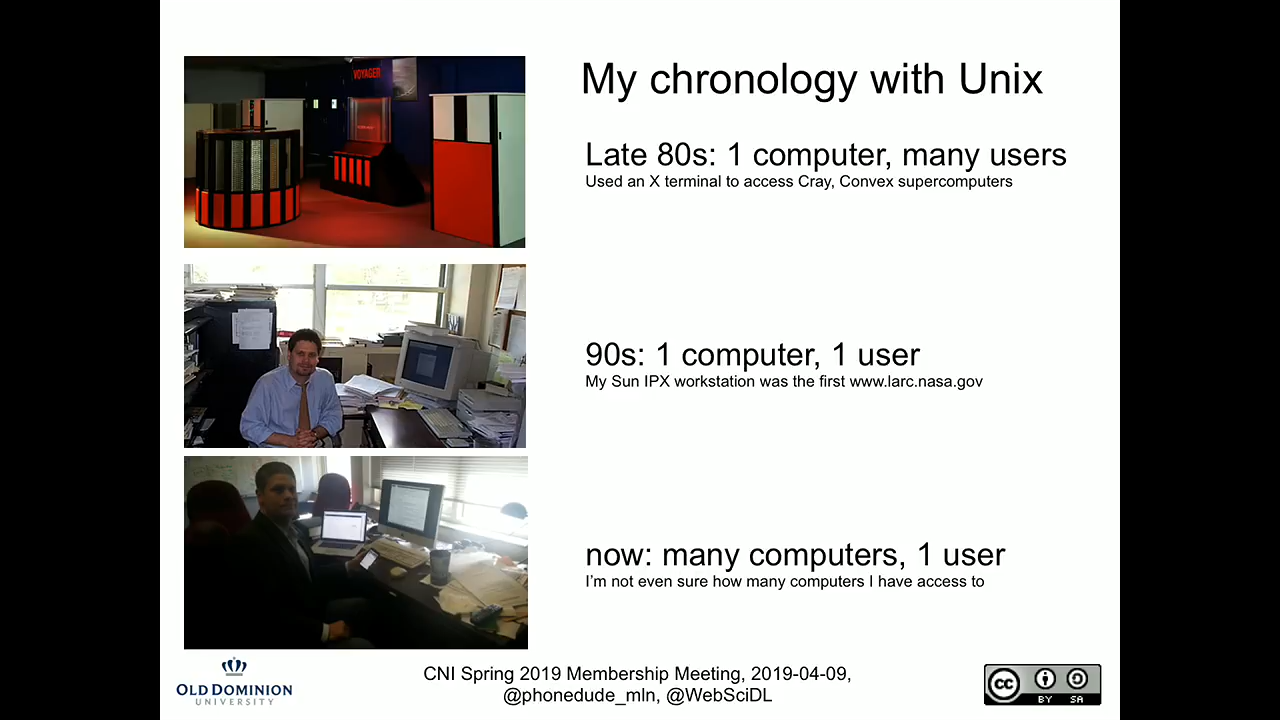 VOYAGER
My chronology with Unix
Late 80s: 1 computer, many users
Used an X terminal to access Cray, Convex supercomputers
90s: 1 computer, 1 user
My Sun IPX workstation was the first www.larc.nasa.gov
now: many computers, 1 user
I'm not even sure how many computers I have access to
OLD DOMINION
UNIVERSITY
CNI Spring 2019 Membership Meeting, 2019-04-09,
@phonedude_mln, @WebSciDL
CC
BY SA